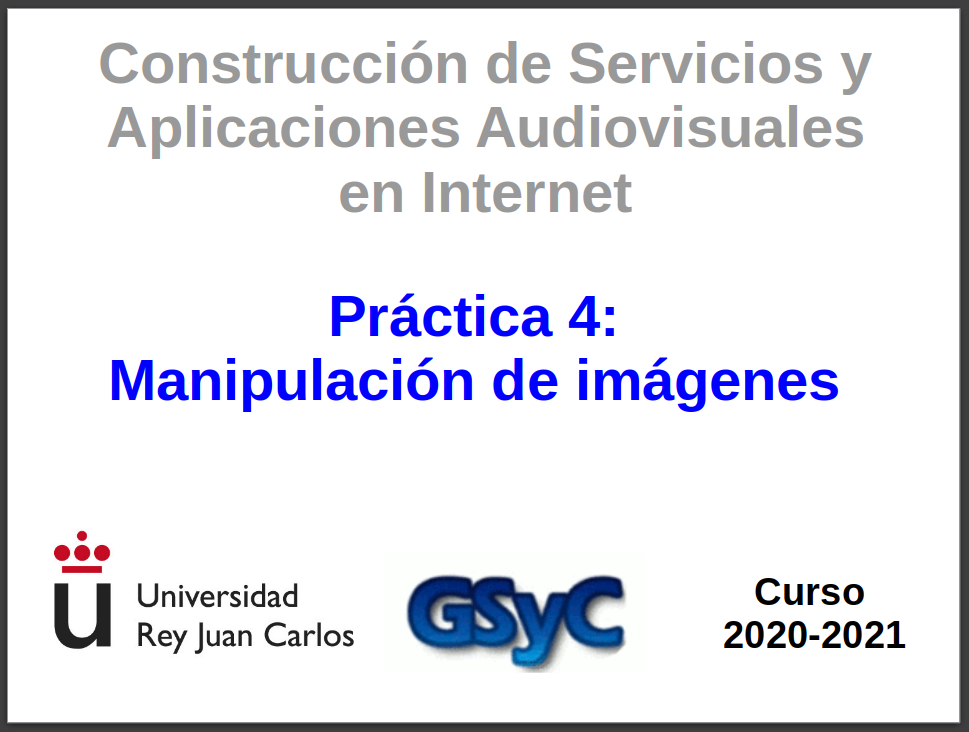 Construcción de Servicios y
Aplicaciones Audiovisuales
en Internet
Práctica 4:
Manipulación de imágenes
u
Universidad
Rey Juan Carlos
GSyC
Curso
2020-2021